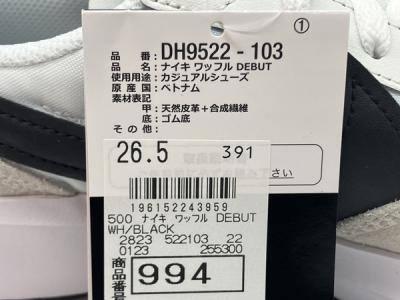 ①
品番: DH9522 - 103
品名: ナイキ ワッフル DEBUT
使用用途: カジュアルシューズ
原産国: ベトナム
素材表記
甲: 天然皮革＋合成繊維
底: ゴム底
その他:
26.5 391
196152243959
500 ナイキ ワッフル DEBUT
WH/BLACK
2823 522103 22
0123 255300
商品番号 994